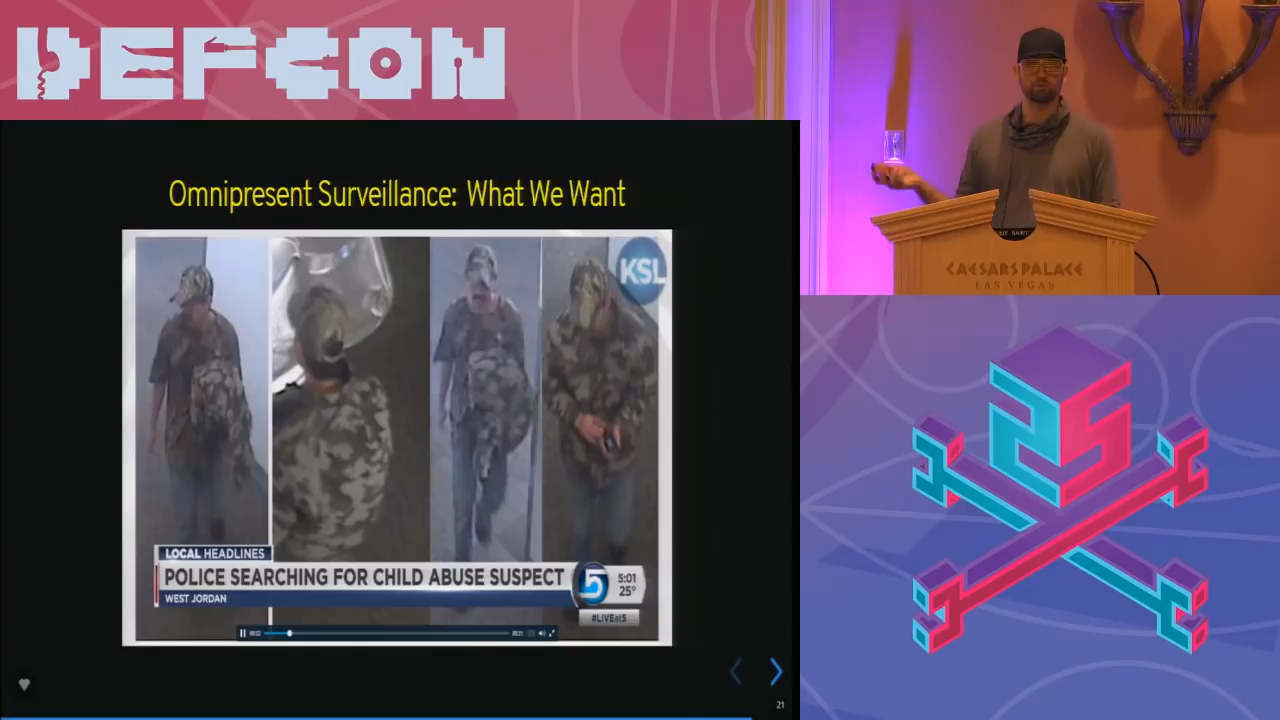 DEFCON
Omnipresent Surveillance: What We Want
KSL
LOCAL HEADLINES
POLICE SEARCHING FOR CHILD ABUSE SUSPECT
WEST JORDAN
5
5:01
25°
#LIVEat5
21
CAESARS PALACE
LAS VEGAS
25